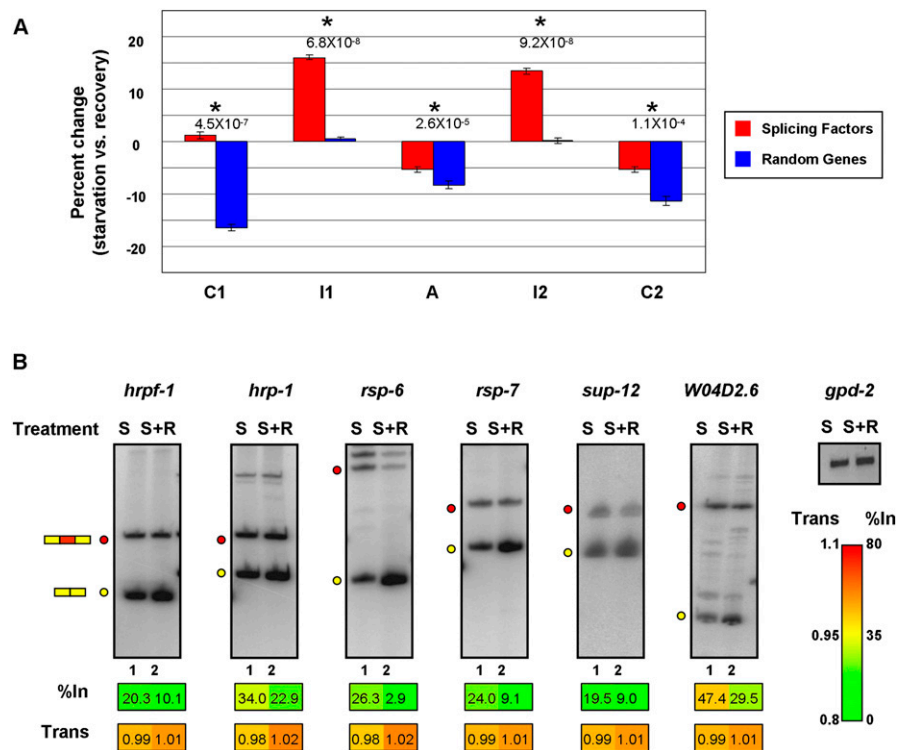 A
Percent change
(starvation vs. recovery)
20
10
0
-10
-20
* * * * *
4.5X10⁻⁷ 6.8X10⁻⁸ 2.6X10⁻⁵ 9.2X10⁻⁸ 1.1X10⁻⁴
C1 I1 A I2 C2
Splicing Factors
Random Genes
B
hrpf-1 hrp-1 rsp-6 rsp-7 sup-12 W04D2.6 gpd-2
Treatment S S+R S S+R S S+R S S+R S S+R S S+R S S+R
Trans %In
1.1 80
0.95 35
0.8 0
1 2 1 2 1 2 1 2 1 2 1 2
%In 20.3 10.1 34.0 22.9 26.3 2.9 24.0 9.1 19.5 9.0 47.4 29.5
Trans 0.99 1.01 0.98 1.02 0.98 1.02 0.99 1.01 0.99 1.01 0.99 1.01